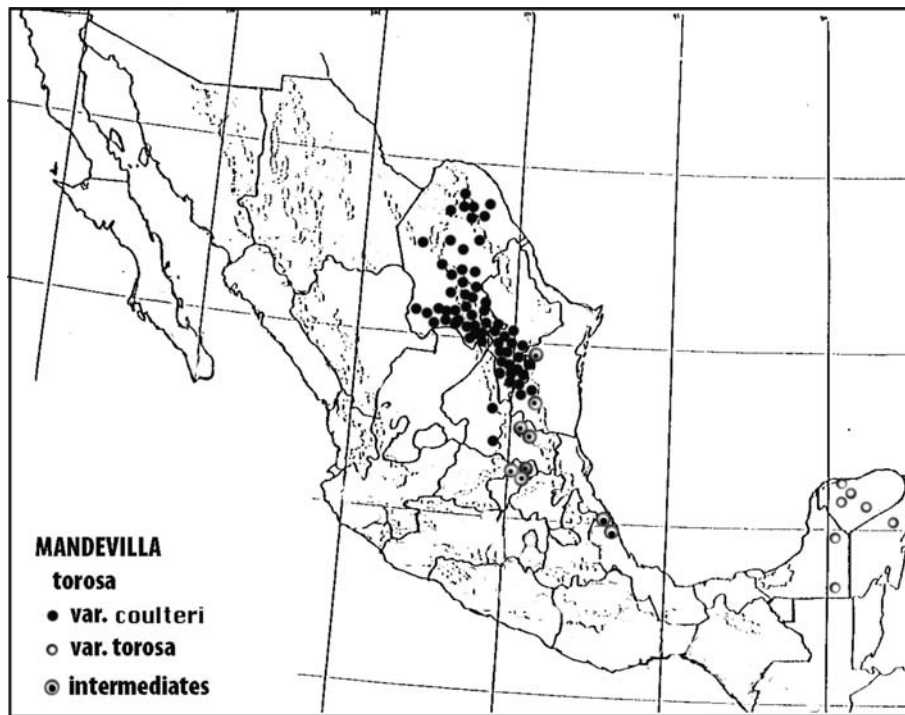 MANDEVILLA
torosa
var. coulteri
var. torosa
intermediates